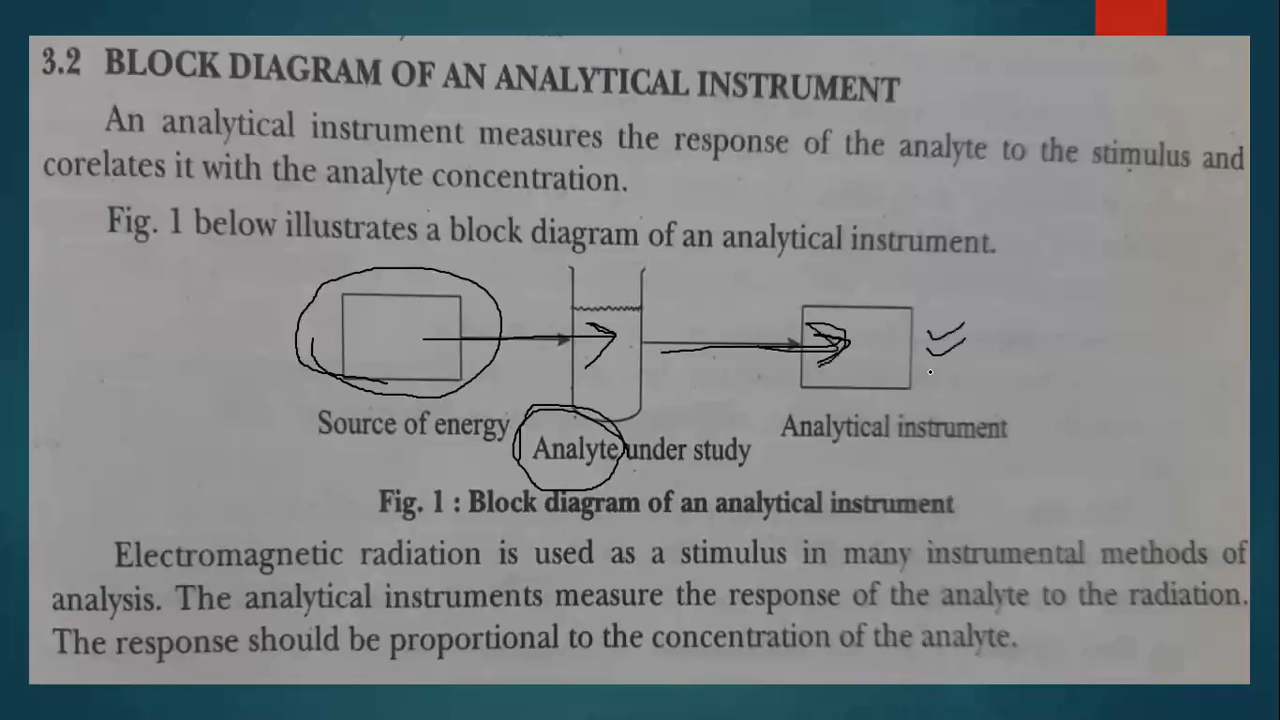 3.2 BLOCK DIAGRAM OF AN ANALYTICAL INSTRUMENT
An analytical instrument measures the response of the analyte to the stimulus and
corelates it with the analyte concentration.
Fig. 1 below illustrates a block diagram of an analytical instrument.
Source of energy
Analyte under study
Analytical instrument
Fig. 1 : Block diagram of an analytical instrument
Electromagnetic radiation is used as a stimulus in many instrumental methods of
analysis. The analytical instruments measure the response of the analyte to the radiation.
The response should be proportional to the concentration of the analyte.